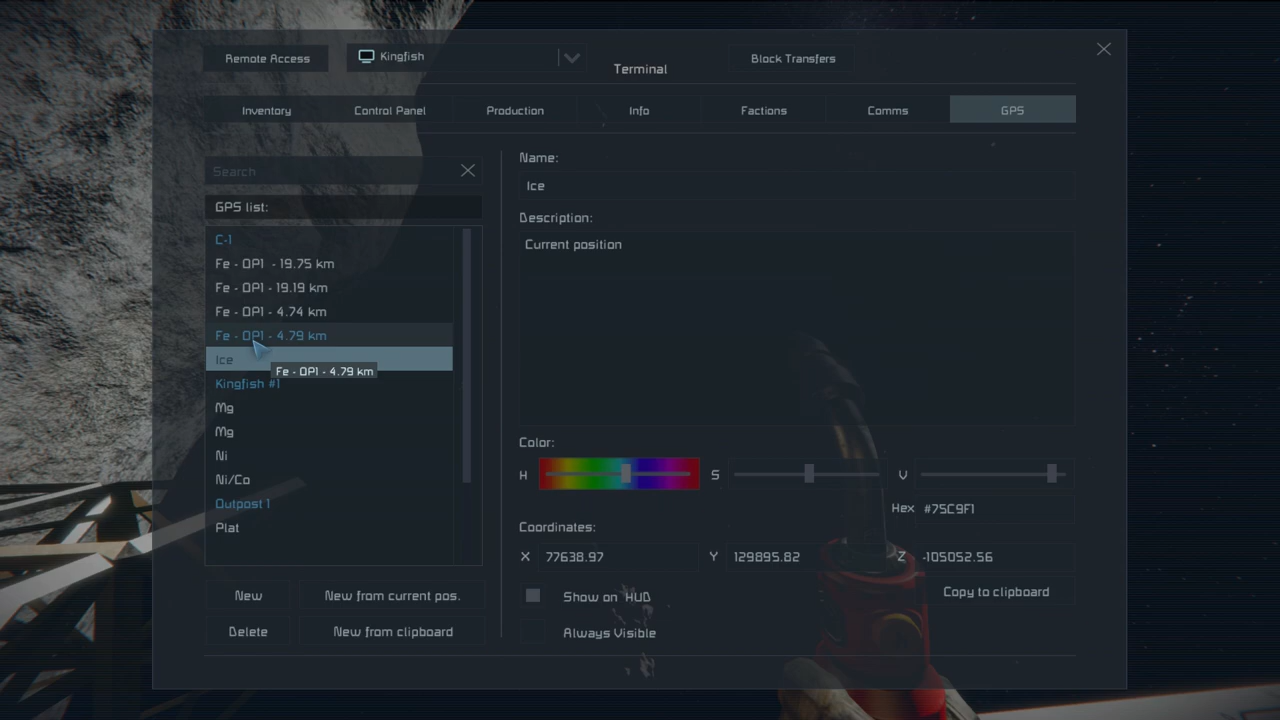 Remote Access
Kingfish
Terminal
Block Transfers
Inventory
Control Panel
Production
Info
Factions
Comms
GPS
Search
GPS list:
C-1
Fe - OP1  - 19.75 km
Fe - OP1 - 19.19 km
Fe - OP1 - 4.74 km
Fe - OP1 - 4.79 km
Ice
Fe - OP1 - 4.79 km
Kingfish #1
Mg
Mg
Ni
Ni/Co
Outpost 1
Plat
New
New from current pos.
Delete
New from clipboard
Name:
Ice
Description:
Current position
Color:
H
S
V
Hex #75C9F1
Coordinates:
X 77638.97
Y 129895.82
Z -105052.56
Show on HUD
Copy to clipboard
Always Visible